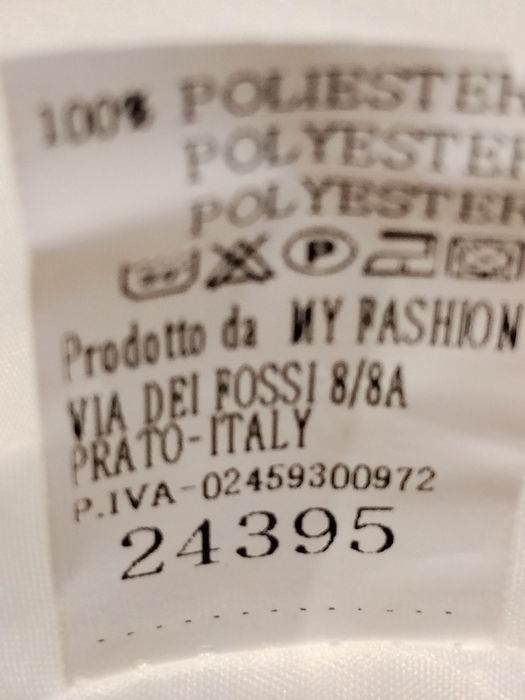 100% POLIESTER
POLYESTER
POLYESTER
P
Prodotto da MY FASHION
VIA DEI FOSSI 8/8A
PRATO-ITALY
P.IVA-02459300972
24395